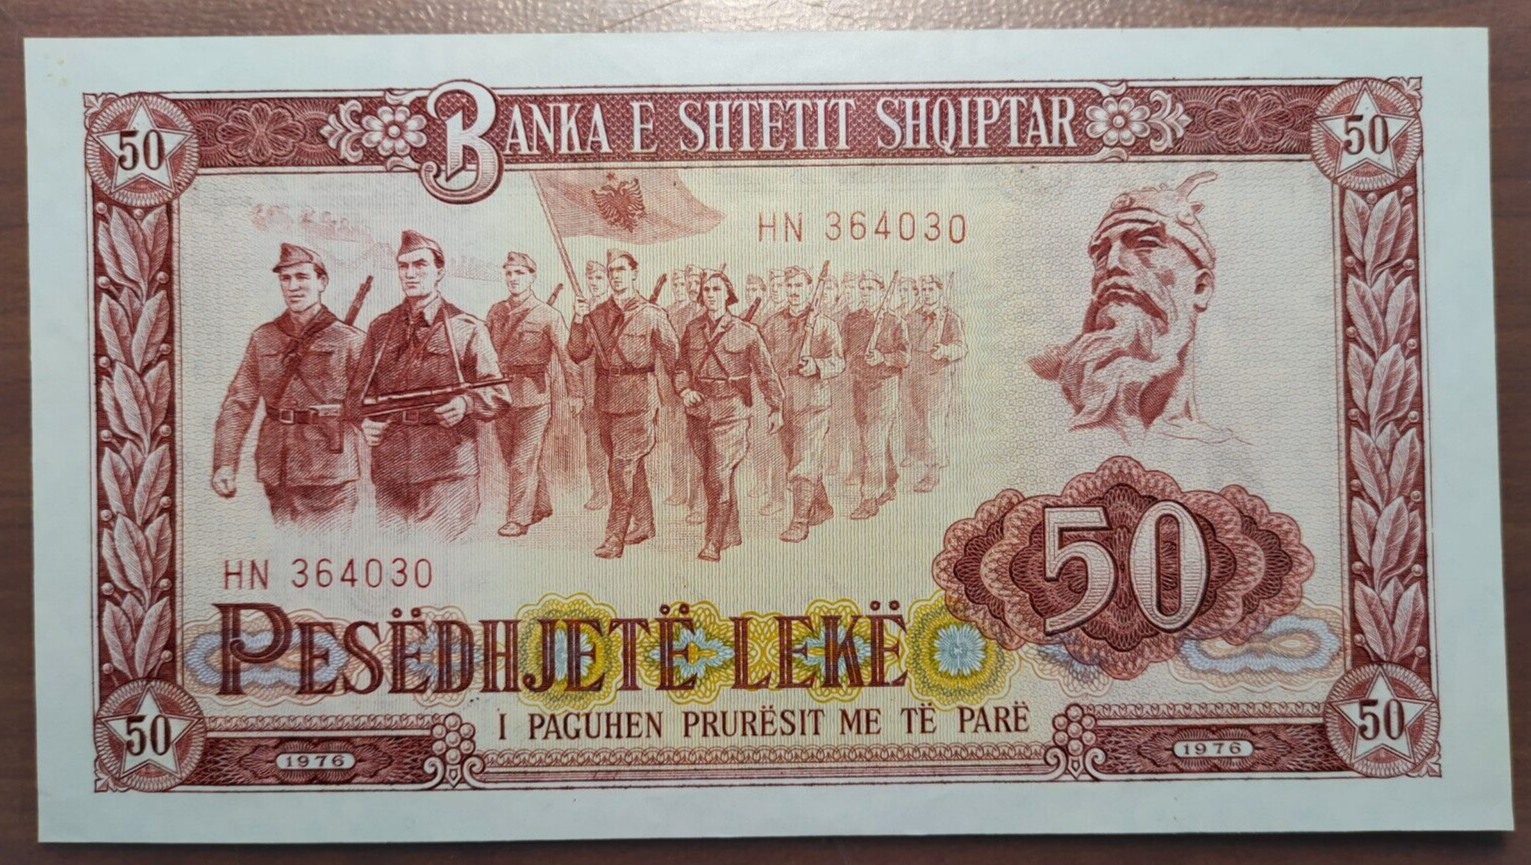 BANKA E SHTETIT SHQIPTAR
50
50
HN 364030
50
HN 364030
PESËDHJETË LEKË
I PAGUHEN PRURËSIT ME TË PARË
50
50
1976
1976